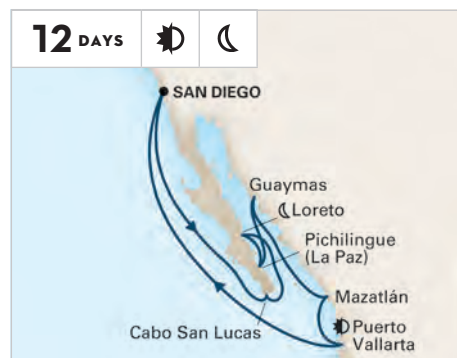 12 DAYS
SAN DIEGO
Guaymas
Loreto
Pichilingue
(La Paz)
Mazatlán
Cabo San Lucas
Puerto
Vallarta